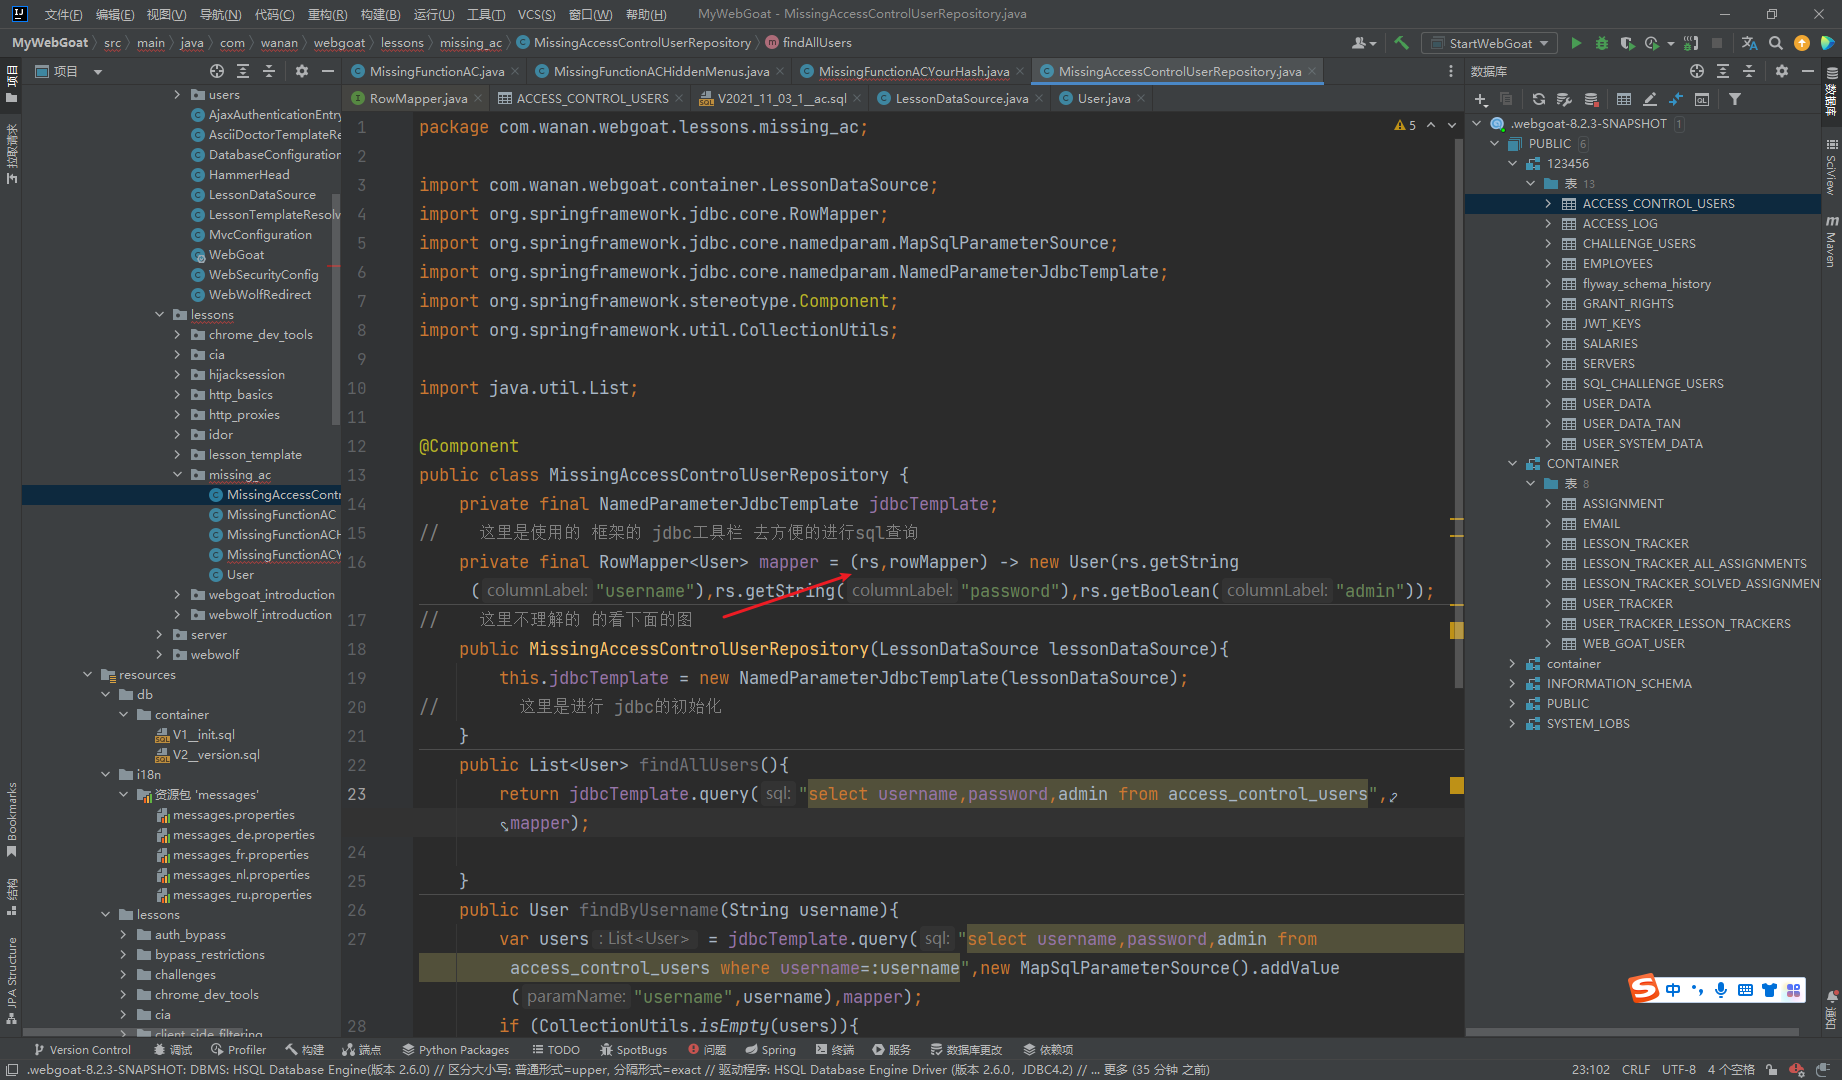 文件(F) 编辑(E) 视图(V) 导航(N) 代码(C) 重构(R) 构建(B) 运行(U) 工具(T) VCS(S) 窗口(W) 帮助(H) MyWebGoat - MissingAccessControlUserRepository.java
MyWebGoat src main java com wanan webgoat lessons missing_ac MissingAccessControlUserRepository findAllUsers StartWebGoat
项目
MissingFunctionAC.java MissingFunctionACHiddenMenus.java MissingFunctionACYourHash.java MissingAccessControlUserRepository.java
RowMapper.java ACCESS_CONTROL_USERS V2021_11_03_1__ac.sql LessonDataSource.java User.java
项目
拉取请求
Bookmarks
结构
JPA Structure
users
AjaxAuthenticationEntry
AsciiDoctorTemplateRe
DatabaseConfiguration
HammerHead
LessonDataSource
LessonTemplateResolv
MvcConfiguration
WebGoat
WebSecurityConfig
WebWolfRedirect
lessons
chrome_dev_tools
cia
hijacksession
http_basics
http_proxies
idor
lesson_template
missing_ac
MissingAccessContr
MissingFunctionAC
MissingFunctionACH
MissingFunctionACY
User
webgoat_introduction
webwolf_introduction
server
webwolf
resources
db
container
V1__init.sql
V2__version.sql
i18n
资源包 'messages'
messages.properties
messages_de.properties
messages_fr.properties
messages_nl.properties
messages_ru.properties
lessons
auth_bypass
bypass_restrictions
challenges
chrome_dev_tools
cia
client_side_filtering
5
1 package com.wanan.webgoat.lessons.missing_ac;
2
3 import com.wanan.webgoat.container.LessonDataSource;
4 import org.springframework.jdbc.core.RowMapper;
5 import org.springframework.jdbc.core.namedparam.MapSqlParameterSource;
6 import org.springframework.jdbc.core.namedparam.NamedParameterJdbcTemplate;
7 import org.springframework.stereotype.Component;
8 import org.springframework.util.CollectionUtils;
9
10 import java.util.List;
11
12 @Component
13 public class MissingAccessControlUserRepository {
14 private final NamedParameterJdbcTemplate jdbcTemplate;
15 // 这里是使用的 框架的 jdbc工具栏 去方便的进行sql查询
16 private final RowMapper<User> mapper = (rs,rowMapper) -> new User(rs.getString
( columnLabel: "username"),rs.getString( columnLabel: "password"),rs.getBoolean( columnLabel: "admin"));
17 // 这里不理解的 的看下面的图
18 public MissingAccessControlUserRepository(LessonDataSource lessonDataSource){
19 this.jdbcTemplate = new NamedParameterJdbcTemplate(lessonDataSource);
20 // 这里是进行 jdbc的初始化
21 }
22 public List<User> findAllUsers(){
23 return jdbcTemplate.query( sql: "select username,password,admin from access_control_users",
mapper);
24
25 }
26 public User findByUsername(String username){
27 var users : List<User> = jdbcTemplate.query( sql: "select username,password,admin from
access_control_users where username=:username",new MapSqlParameterSource().addValue
( paramName: "username",username),mapper);
28 if (CollectionUtils.isEmpty(users)){
数据库
.webgoat-8.2.3-SNAPSHOT 1
PUBLIC 6
123456
表 13
ACCESS_CONTROL_USERS
ACCESS_LOG
CHALLENGE_USERS
EMPLOYEES
flyway_schema_history
GRANT_RIGHTS
JWT_KEYS
SALARIES
SERVERS
SQL_CHALLENGE_USERS
USER_DATA
USER_DATA_TAN
USER_SYSTEM_DATA
CONTAINER
表 8
ASSIGNMENT
EMAIL
LESSON_TRACKER
LESSON_TRACKER_ALL_ASSIGNMENTS
LESSON_TRACKER_SOLVED_ASSIGNMEN
USER_TRACKER
USER_TRACKER_LESSON_TRACKERS
WEB_GOAT_USER
container
INFORMATION_SCHEMA
PUBLIC
SYSTEM_LOBS
数据库
SciView
Maven
通知
中
Version Control 调试 Profiler 构建 端点 Python Packages TODO SpotBugs 问题 Spring 终端 服务 数据库更改 依赖项
.webgoat-8.2.3-SNAPSHOT: DBMS: HSQL Database Engine(版本 2.6.0) // 区分大小写: 普通形式=upper, 分隔形式=exact // 驱动程序: HSQL Database Engine Driver (版本 2.6.0，JDBC4.2) // ... 更多 (35 分钟 之前) 23:102 CRLF UTF-8 4 个空格